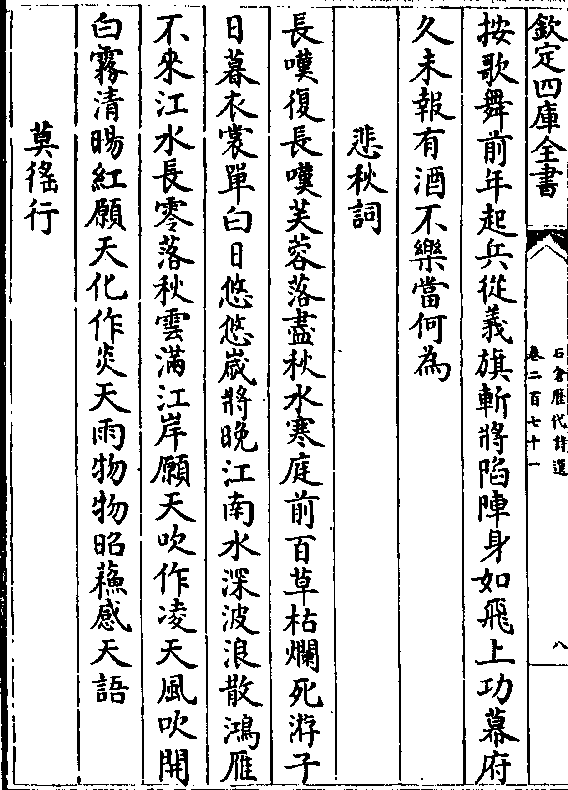 欽定四庫全書
石倉歷代詩選
卷二百七十一
八
按歌舞前年起兵從義旗斬將陷陣身如飛上功幕府
久未報有酒不樂當何為
悲秋詞
長嘆復長嘆芙蓉落盡秋水寒庭前百草枯爛死游子
日暮衣裳單白日悠悠歲將晚江南水深波浪散鴻雁
不來江水長零落秋雲滿江岸願天吹作凌天風吹開
白霧清暘紅願天化作炎天雨物物昭蘓感天語
莫徭行